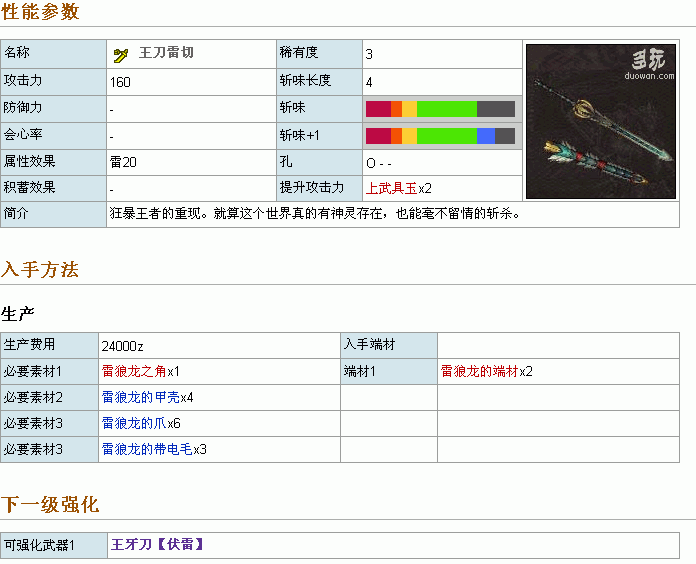 性能参数
名称 王刀雷切 稀有度 3
攻击力 160 斩味长度 4
防御力 - 斩味
会心率 - 斩味+1
属性效果 雷20 孔 O - -
积蓄效果 - 提升攻击力 上武具玉x2
简介 狂暴王者的重现。就算这个世界真的有神灵存在，也能毫不留情的斩杀。
多玩
duowan.com
入手方法
生产
生产费用 24000z 入手端材
必要素材1 雷狼龙之角x1 端材1 雷狼龙的端材x2
必要素材2 雷狼龙的甲壳x4
必要素材3 雷狼龙的爪x6
必要素材3 雷狼龙的带电毛x3
下一级强化
可强化武器1 王牙刀【伏雷】